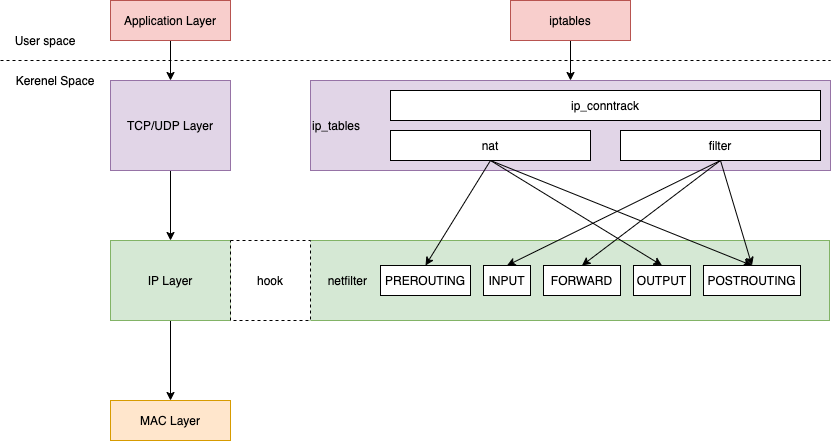 Application Layer
iptables
User space
Kerenel Space
ip_conntrack
TCP/UDP Layer
ip_tables
nat
filter
IP Layer
hook
netfilter
PREROUTING
INPUT
FORWARD
OUTPUT
POSTROUTING
MAC Layer